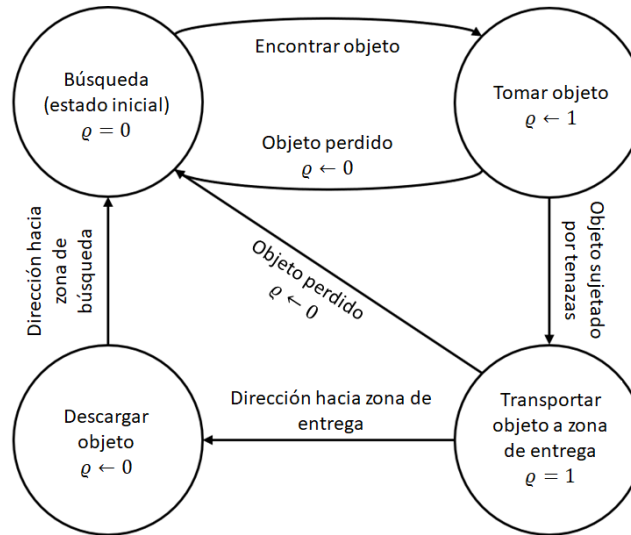 Encontrar objeto
Búsqueda
(estado inicial)
ϱ = 0
Tomar objeto
ϱ ← 1
Objeto perdido
ϱ ← 0
Dirección hacia
zona de
búsqueda
Objeto perdido
ϱ ← 0
Objeto sujetado
por tenazas
Descargar
objeto
ϱ ← 0
Dirección hacia zona de
entrega
Transportar
objeto a zona
de entrega
ϱ = 1